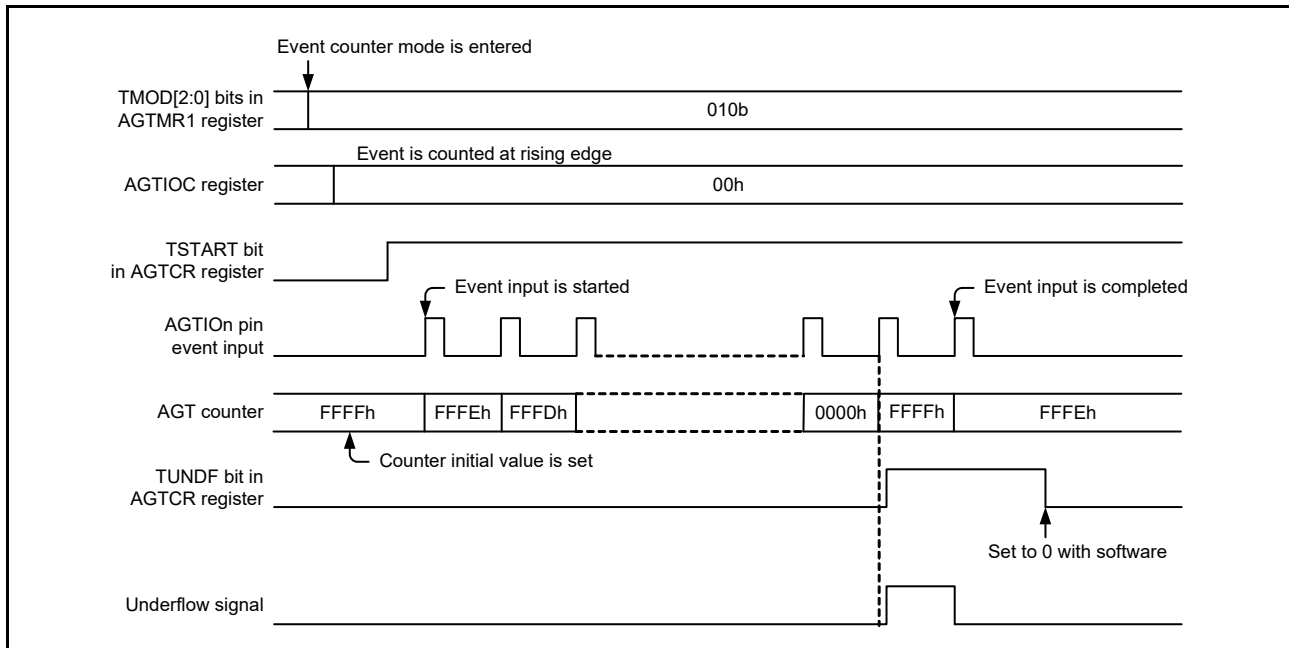 Event counter mode is entered
TMOD[2:0] bits in
AGTMR1 register
010b
Event is counted at rising edge
AGTIOC register
00h
TSTART bit
in AGTCR register
Event input is started
Event input is completed
AGTIOn pin
event input
AGT counter
FFFFh
FFFEh
FFFDh
0000h
FFFFh
FFFEh
Counter initial value is set
TUNDF bit in
AGTCR register
Set to 0 with software
Underflow signal